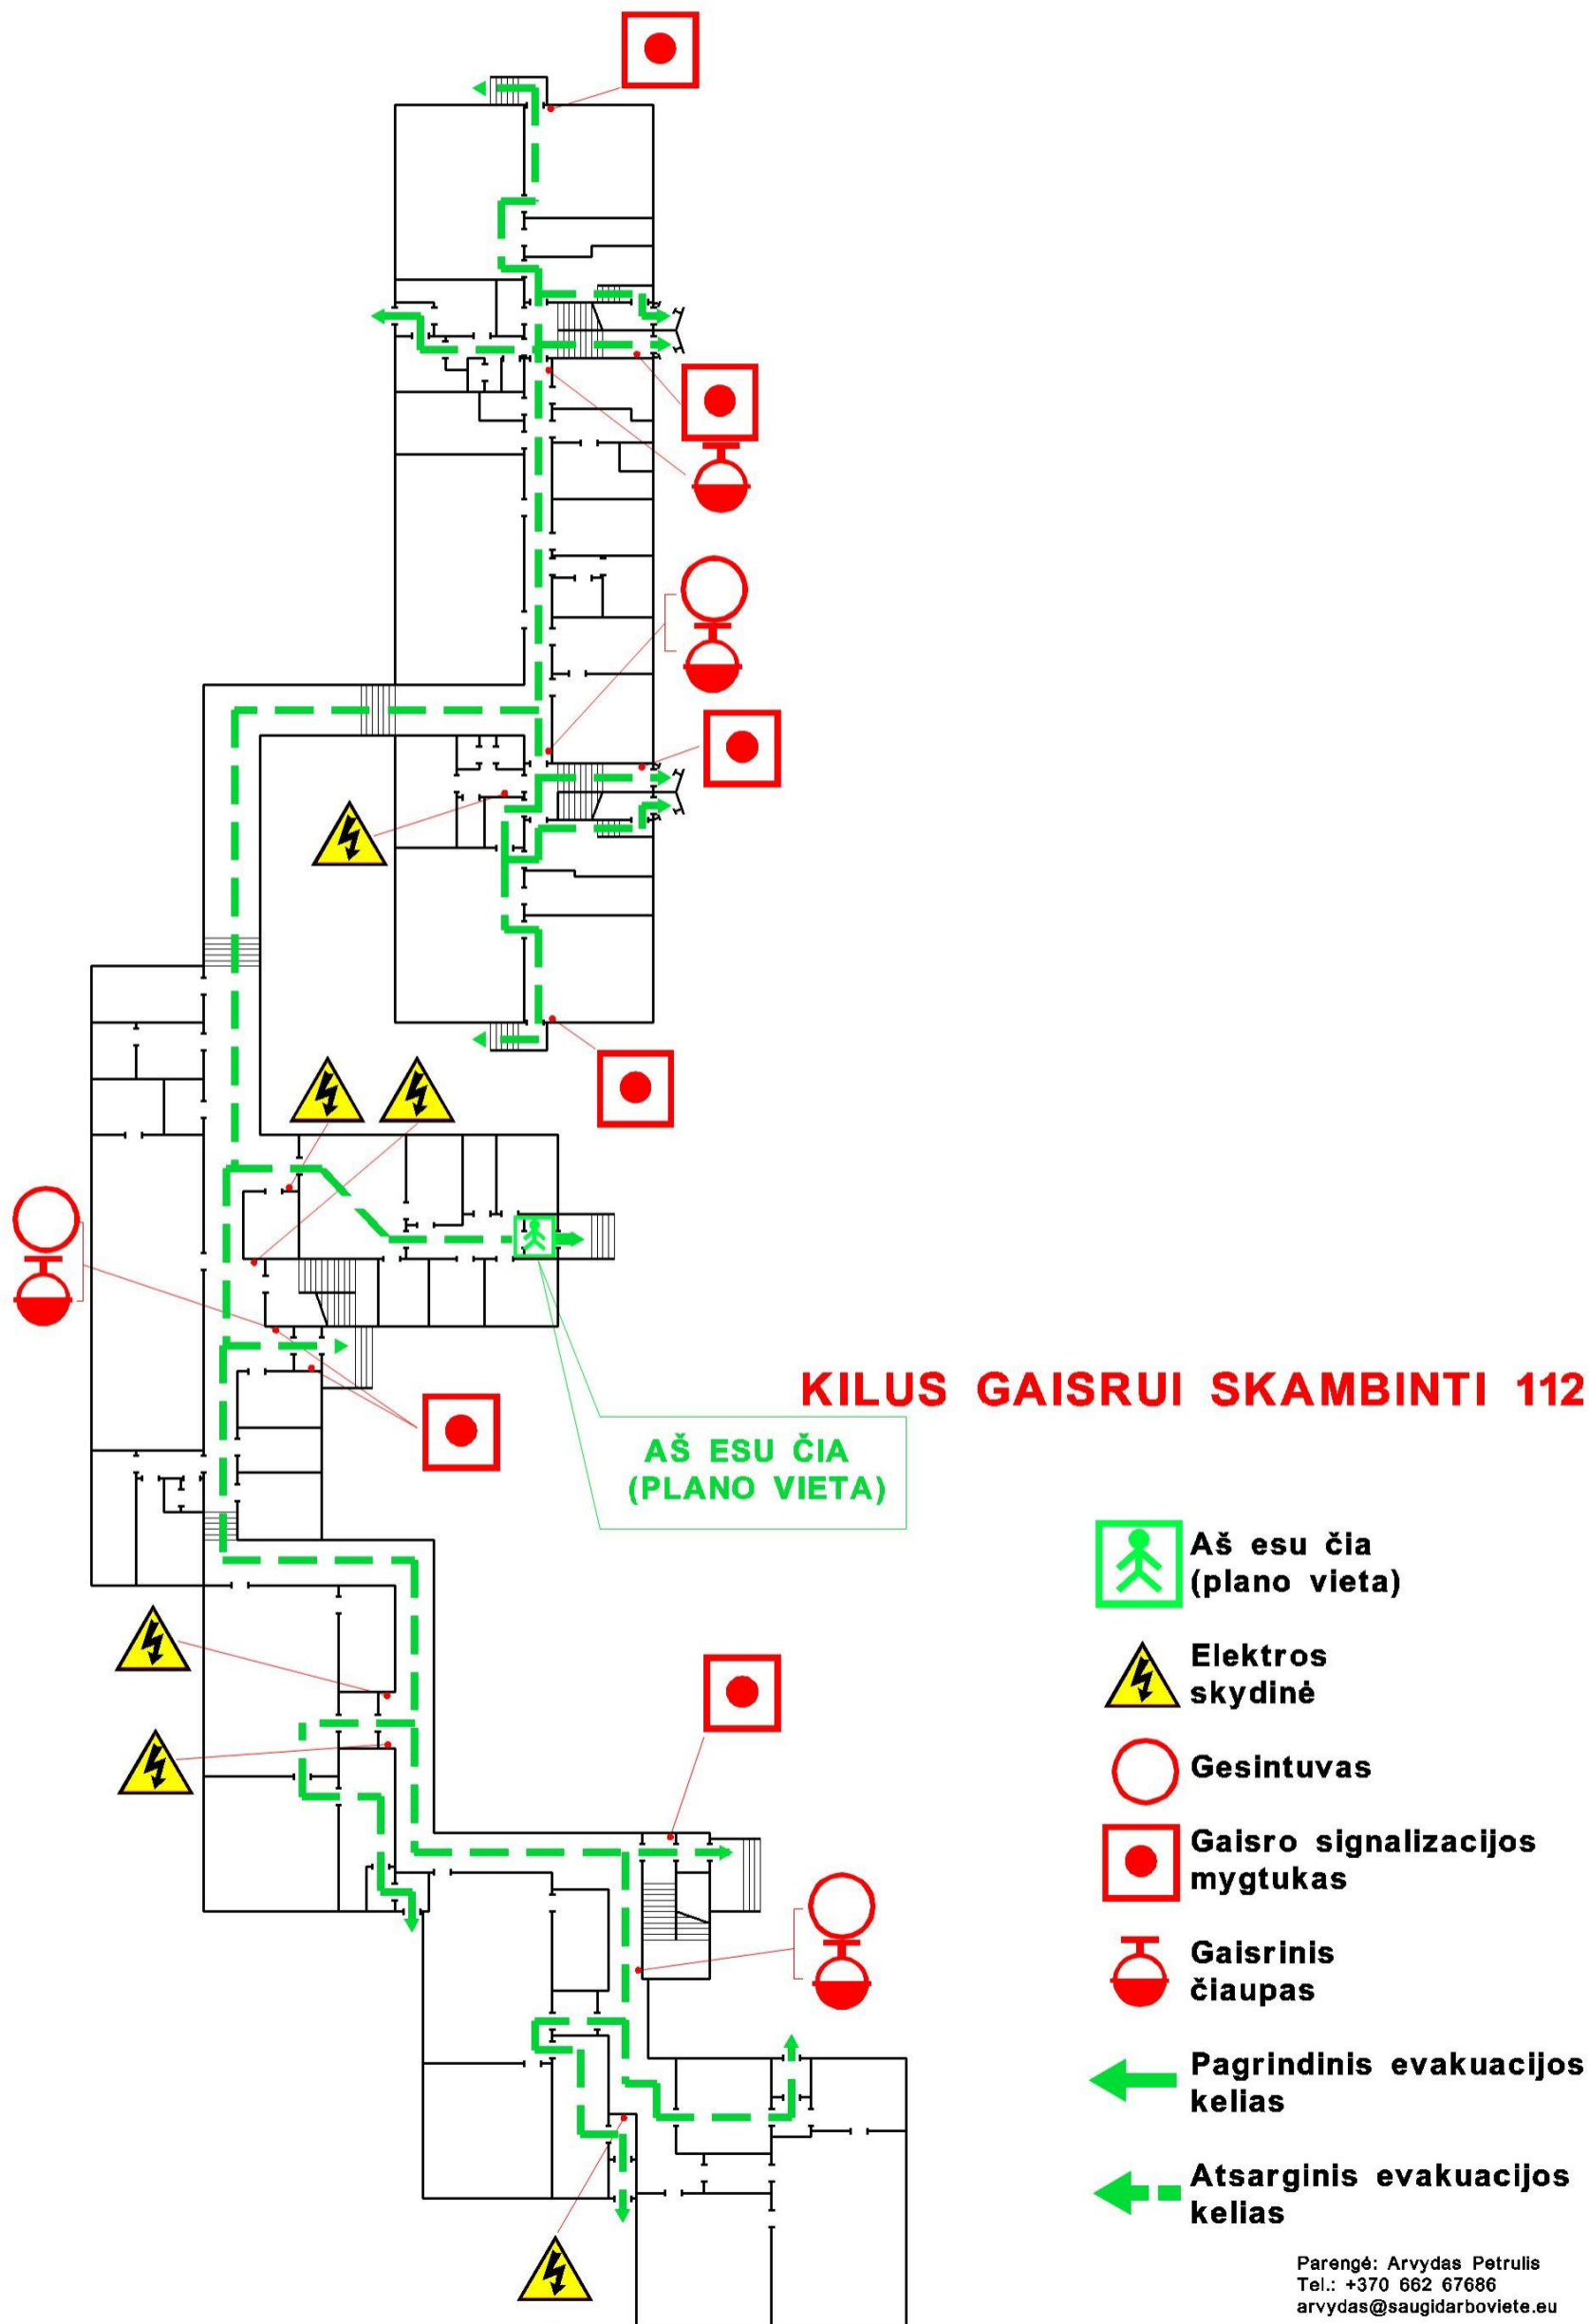 KILUS GAISRUI SKAMBINTI 112
AŠ ESU ČIA
(PLANO VIETA)
Aš esu čia
(plano vieta)
Elektros
skydinė
Gesintuvas
Gaisro signalizacijos
mygtukas
Gaisrinis
čiaupas
Pagrindinis evakuacijos
kelias
Atsarginis evakuacijos
kelias
Parengė: Arvydas Petrulis
Tel.: +370 662 67686
arvydas@saugidarboviete.eu